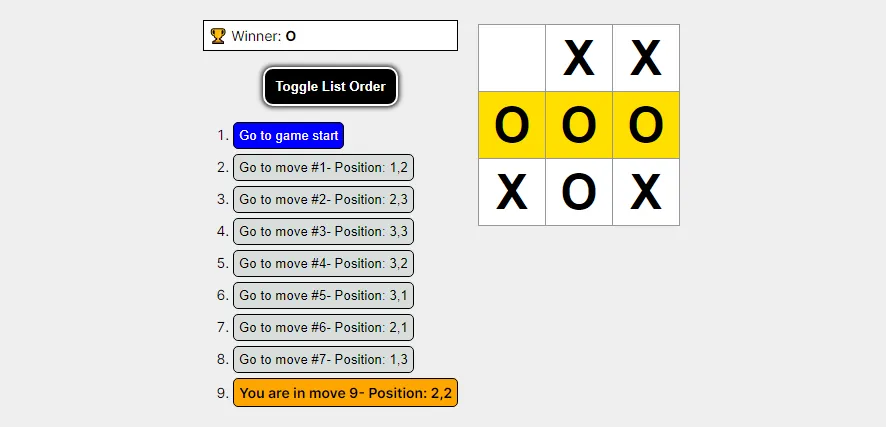 🏆 Winner: O
Toggle List Order
1. Go to game start
2. Go to move #1- Position: 1,2
3. Go to move #2- Position: 2,3
4. Go to move #3- Position: 3,3
5. Go to move #4- Position: 3,2
6. Go to move #5- Position: 3,1
7. Go to move #6- Position: 2,1
8. Go to move #7- Position: 1,3
9. You are in move 9- Position: 2,2
X X
O O O
X O X